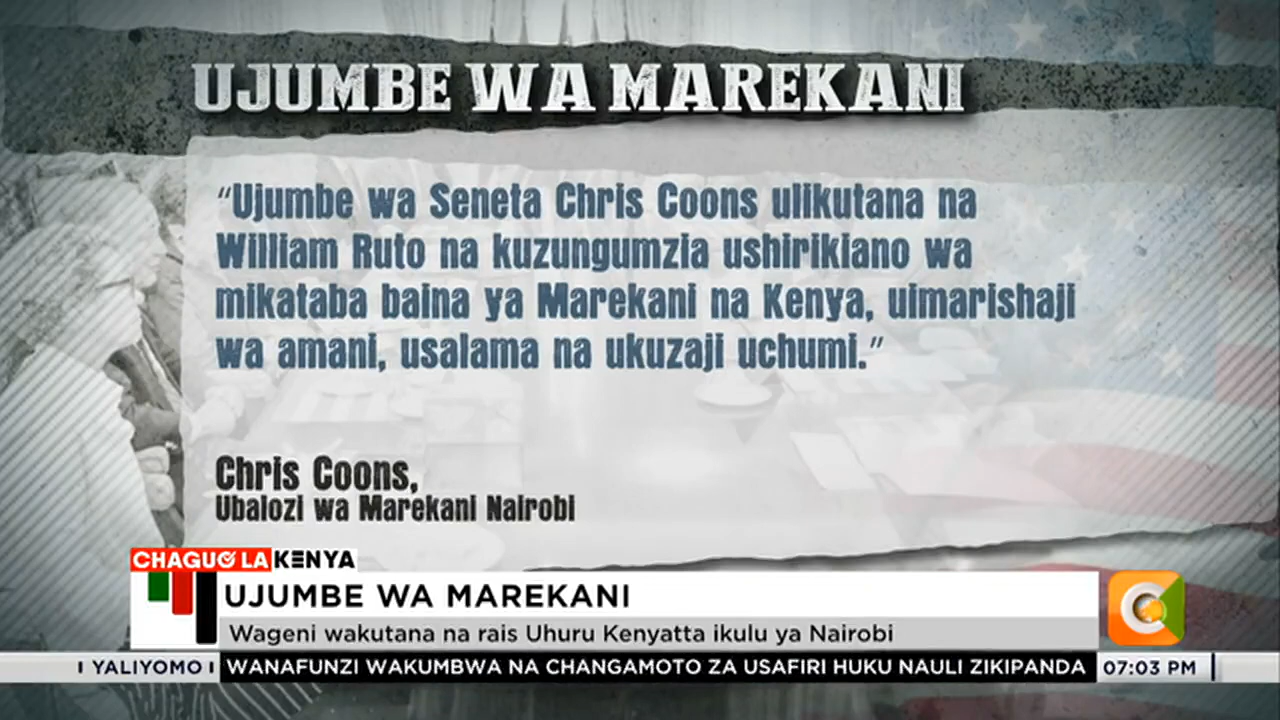 UJUMBE WA MAREKANI
“Ujumbe wa Seneta Chris Coons ulikutana na
William Ruto na kuzungumzia ushirikiano wa
mikataba baina ya Marekani na Kenya, uimarishaji
wa amani, usalama na ukuzaji uchumi.”
Chris Coons,
Ubalozi wa Marekani Nairobi
CHAGUO LA KENYA
UJUMBE WA MAREKANI
Wageni wakutana na rais Uhuru Kenyatta ikulu ya Nairobi
YALIYOMO WANAFUNZI WAKUMBWA NA CHANGAMOTO ZA USAFIRI HUKU NAULI ZIKIPANDA 07:03 PM